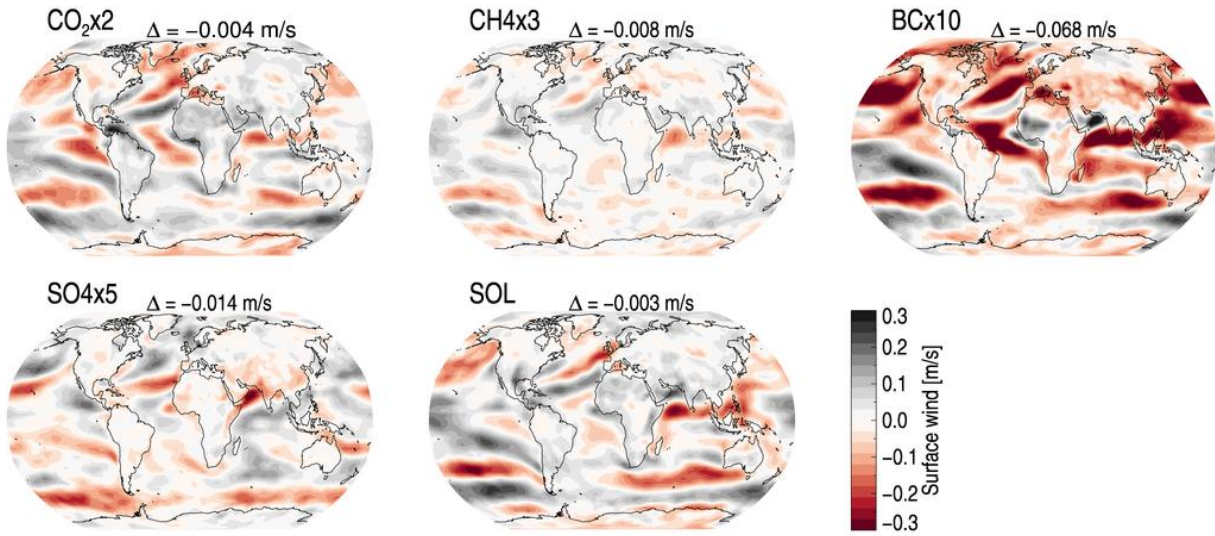 CO₂x2
Δ = −0.004 m/s
CH4x3
Δ = −0.008 m/s
BCx10
Δ = −0.068 m/s
SO4x5
Δ = −0.014 m/s
SOL
Δ = −0.003 m/s
0.3
0.2
0.1
0.0
−0.1
−0.2
−0.3
Surface wind [m/s]